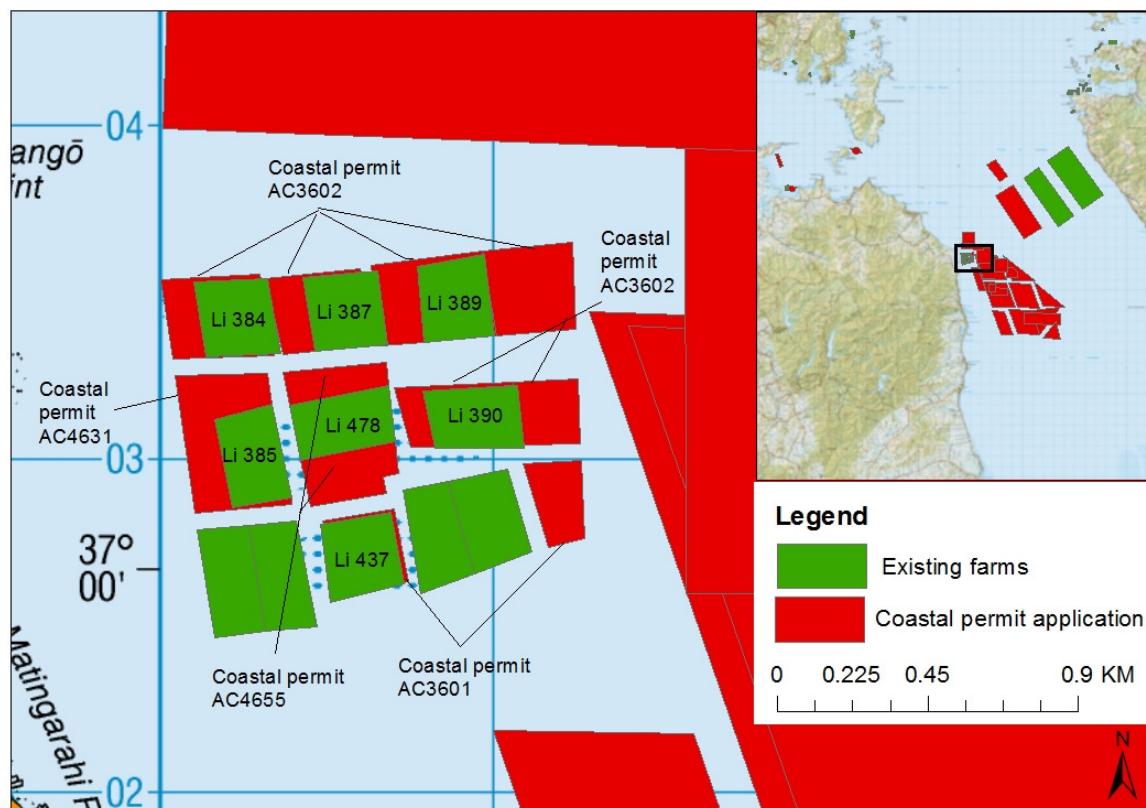 04
angō
int
Coastal permit
AC3602
Coastal
permit
AC3602
Li 384
Li 387
Li 389
Coastal
permit
AC4631
Li 385
Li 478
Li 390
03
37°
00'
Li 437
Coastal permit
AC4655
Coastal permit
AC3601
Matingarahi P
02
Legend
Existing farms
Coastal permit application
0 0.225 0.45 0.9 KM
N